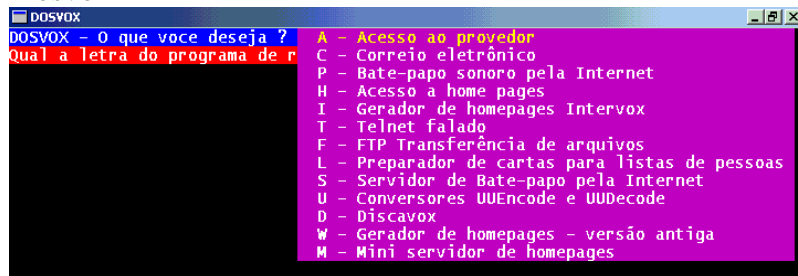 DOSVOX
DOSVOX - O que voce deseja ?
Qual a letra do programa de r
A - Acesso ao provedor
C - Correio eletrônico
P - Bate-papo sonoro pela Internet
H - Acesso a home pages
I - Gerador de homepages Intervox
T - Telnet falado
F - FTP Transferência de arquivos
L - Preparador de cartas para listas de pessoas
S - Servidor de Bate-papo pela Internet
U - Conversores UUEncode e UUDecode
D - Discavox
W - Gerador de homepages - versão antiga
M - Mini servidor de homepages